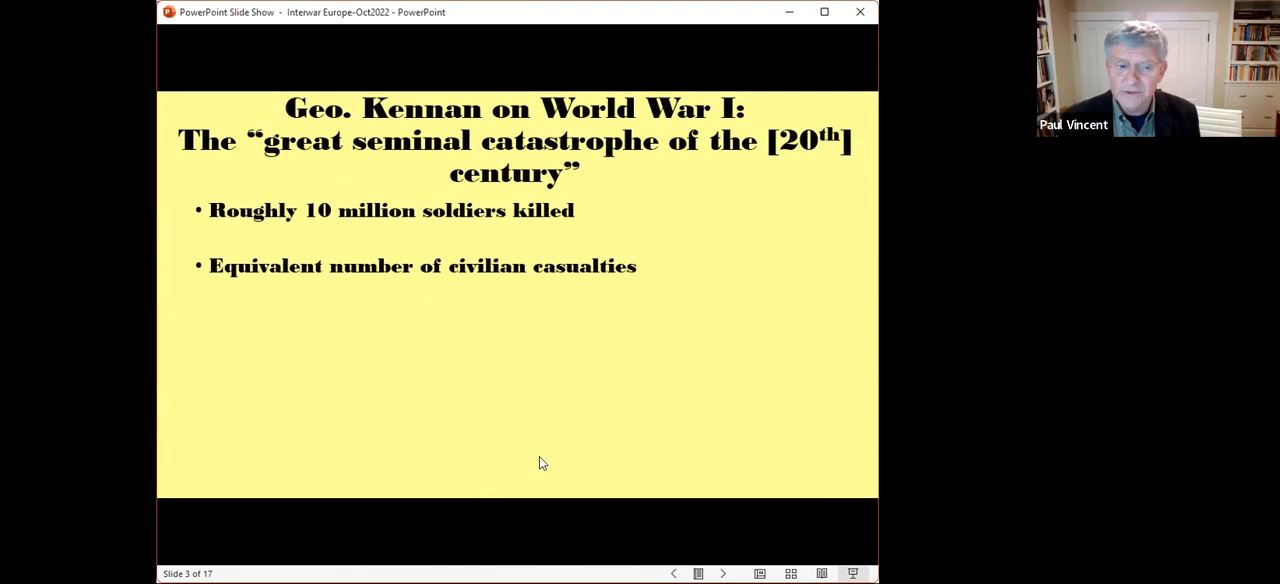 PowerPoint Slide Show - Interwar Europe-Oct2022 - PowerPoint
Geo. Kennan on World War I:
The “great seminal catastrophe of the [20th]
century”
• Roughly 10 million soldiers killed
• Equivalent number of civilian casualties
Paul Vincent
Slide 3 of 17